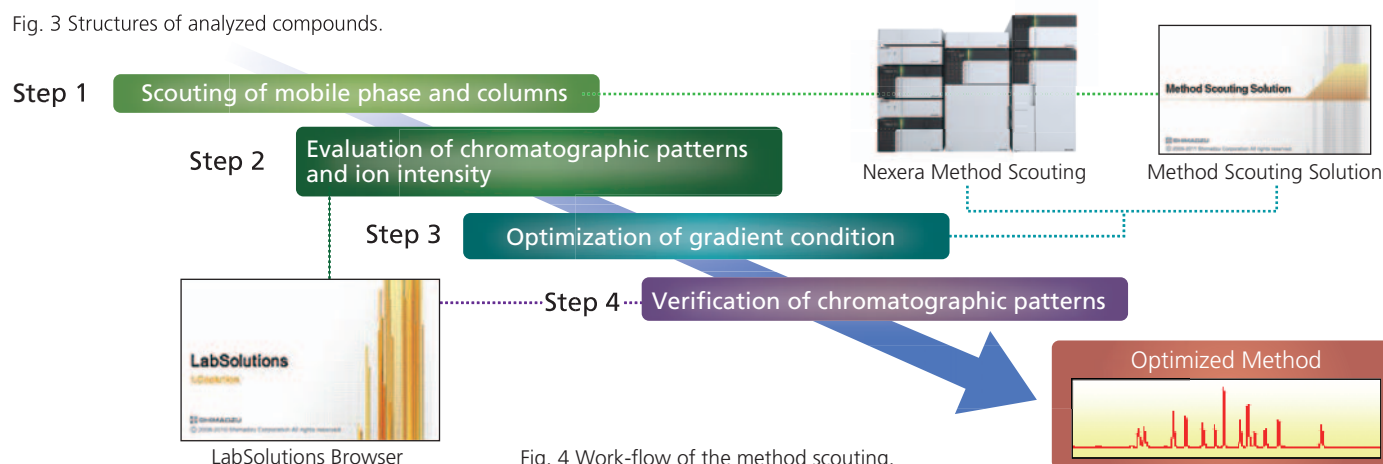 Fig. 3 Structures of analyzed compounds.
Step 1
Scouting of mobile phase and columns
Method Scouting Solution
SHIMADZU
Nexera Method Scouting
Method Scouting Solution
Step 2
Evaluation of chromatographic patterns
and ion intensity
Step 3
Optimization of gradient condition
Step 4
Verification of chromatographic patterns
LabSolutions
SHIMADZU
LabSolutions Browser
Optimized Method
Fig. 4 Work-flow of the method scouting.